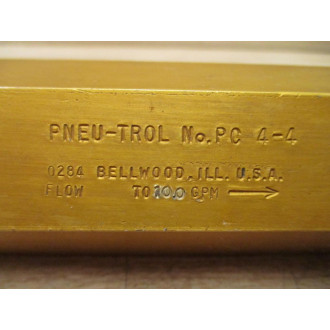 PNEU-TROL No. PC 4-4
0284 BELLWOOD, ILL. U.S.A.
FLOW TO 10.0 GPM →